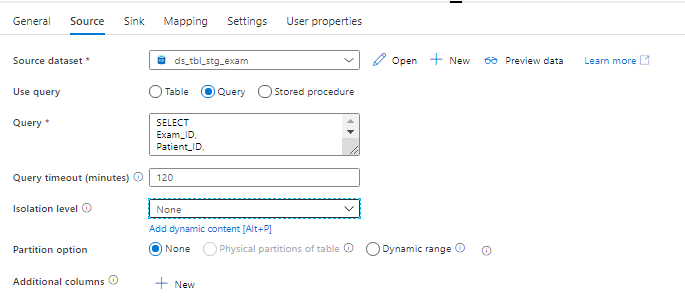 General Source Sink Mapping Settings User properties
Source dataset * ds_tbl_stg_exam Open New Preview data Learn more
Use query Table Query Stored procedure
Query * SELECT
Exam_ID,
Patient_ID,
Query timeout (minutes) 120
Isolation level None
Add dynamic content [Alt+P]
Partition option None Physical partitions of table Dynamic range
Additional columns New